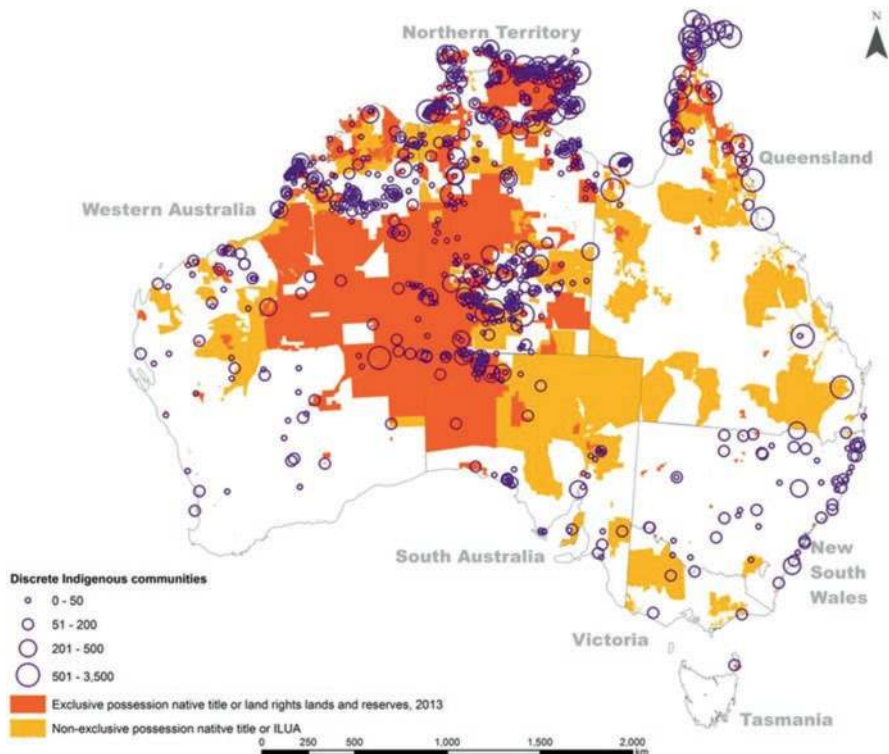 Northern Territory
N
Queensland
Western Australia
South Australia
New
South
Wales
Victoria
Tasmania
Discrete Indigenous communities
0 - 50
51 - 200
201 - 500
501 - 3,500
Exclusive possession native title or land rights lands and reserves, 2013
Non-exclusive possession natitve title or ILUA
0 250 500 1,000 1,500 2,000
km